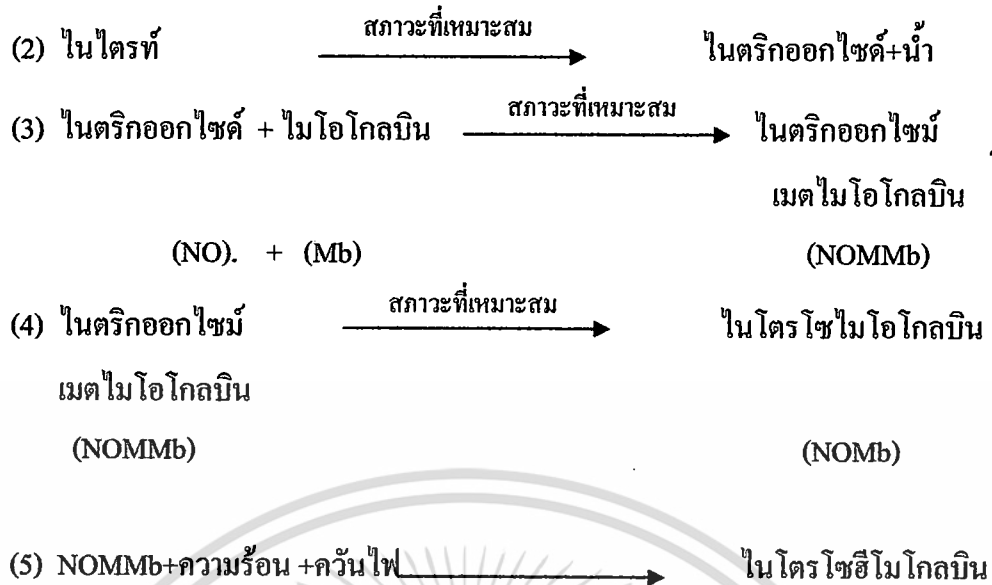 สภาวะที่เหมาะสม
(2) ไนไตรท์ ไนตริกออกไซด์+น้ำ
สภาวะที่เหมาะสม
(3) ไนตริกออกไซด์ + ไมโอโกลบิน ไนตริกออกไซม์
เมตไมโอโกลบิน
(NO). + (Mb) (NOMMb)
สภาวะที่เหมาะสม
(4) ไนตริกออกไซม์ ไนโตรโซไมโอโกลบิน
เมตไมโอโกลบิน
(NOMMb) (NOMb)
(5) NOMMb+ความร้อน +ควันไฟ ไนโตรโซฮีโมโกลบิน